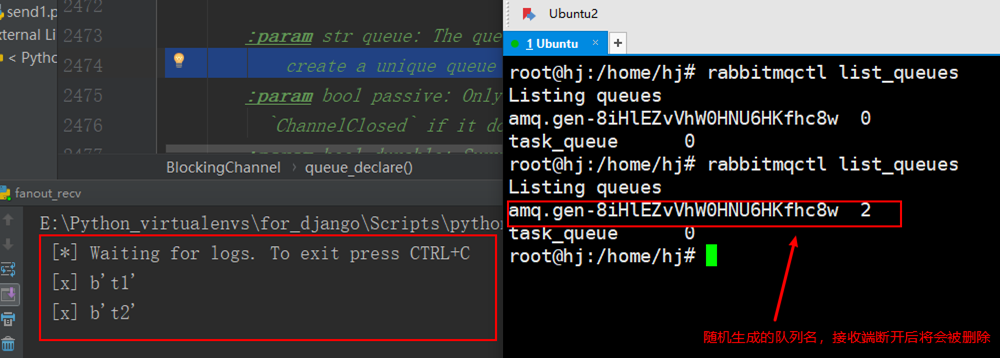 send1.p
xternal Li
< Pytho
2472
2473 :param str queue: The que
2474 create a unique queue
2475 :param bool passive: Only
2476 `ChannelClosed` if it do
BlockingChannel › queue_declare()
fanout_recv
E:\Python_virtualenvs\for_django\Scripts\python
[*] Waiting for logs. To exit press CTRL+C
[x] b't1'
[x] b't2'
Ubuntu2
1 Ubuntu × +
root@hj:/home/hj# rabbitmqctl list_queues
Listing queues
amq.gen-8iHlEZvVhW0HNU6HKfhc8w 0
task_queue 0
root@hj:/home/hj# rabbitmqctl list_queues
Listing queues
amq.gen-8iHlEZvVhW0HNU6HKfhc8w 2
task_queue 0
root@hj:/home/hj#
随机生成的队列名，接收端断开后将会被删除